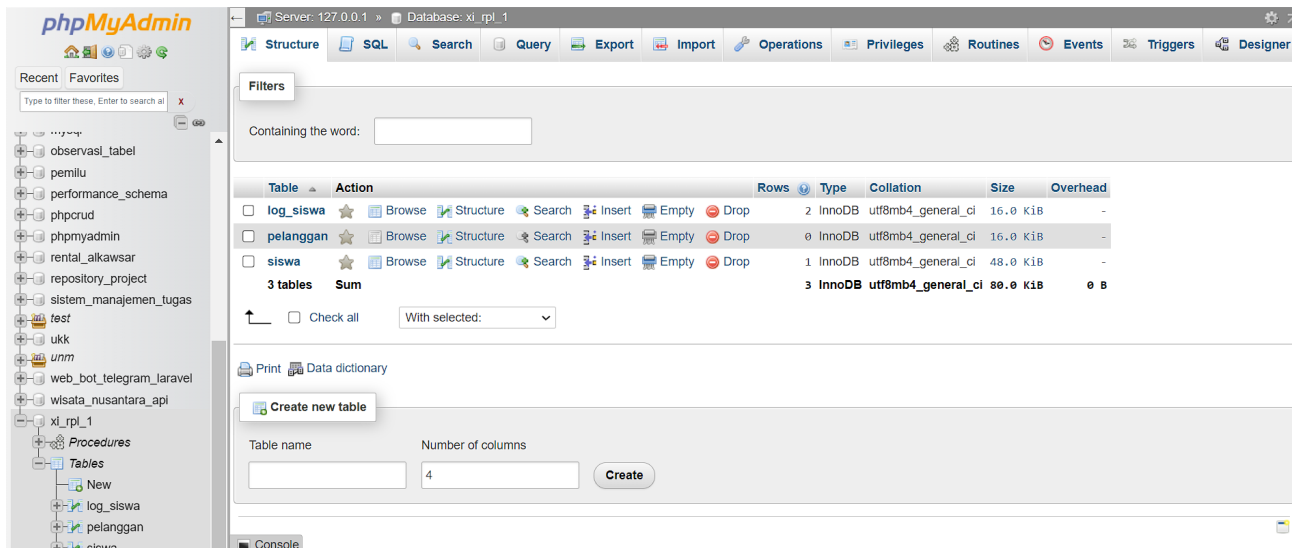 phpMyAdmin
Recent Favorites
Type to filter these, Enter to search al X
mysql
observasi_tabel
pemilu
performance_schema
phpcrud
phpmyadmin
rental_alkawsar
repository_project
sistem_manajemen_tugas
test
ukk
unm
web_bot_telegram_laravel
wisata_nusantara_api
xi_rpl_1
Procedures
Tables
New
log_siswa
pelanggan
siswa
Server: 127.0.0.1 » Database: xi_rpl_1
Structure SQL Search Query Export Import Operations Privileges Routines Events Triggers Designer
Filters
Containing the word:
Table Action Rows Type Collation Size Overhead
log_siswa Browse Structure Search Insert Empty Drop 2 InnoDB utf8mb4_general_ci 16.0 KiB -
pelanggan Browse Structure Search Insert Empty Drop 0 InnoDB utf8mb4_general_ci 16.0 KiB -
siswa Browse Structure Search Insert Empty Drop 1 InnoDB utf8mb4_general_ci 48.0 KiB -
3 tables Sum 3 InnoDB utf8mb4_general_ci 80.0 KiB 0 B
Check all With selected:
Print Data dictionary
Create new table
Table name Number of columns
4 Create
Console